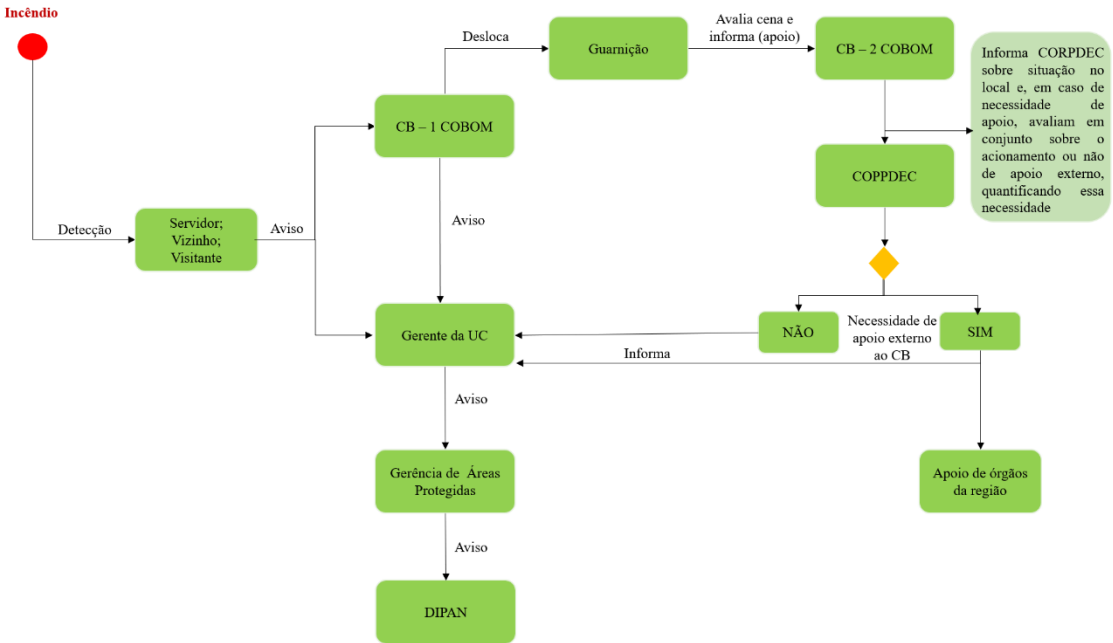 Incêndio
Detecção
Servidor;
Vizinho;
Visitante
Aviso
CB – 1 COBOM
Desloca
Guarnição
Avalia cena e
informa (apoio)
CB – 2 COBOM
Informa CORPDEC
sobre situação no
local e, em caso de
necessidade de
apoio, avaliam em
conjunto sobre o
acionamento ou não
de apoio externo,
quantificando essa
necessidade
COPPDEC
Aviso
Gerente da UC
NÃO
Necessidade de
apoio externo
ao CB
SIM
Informa
Aviso
Gerência de Áreas
Protegidas
Apoio de órgãos
da região
Aviso
DIPAN